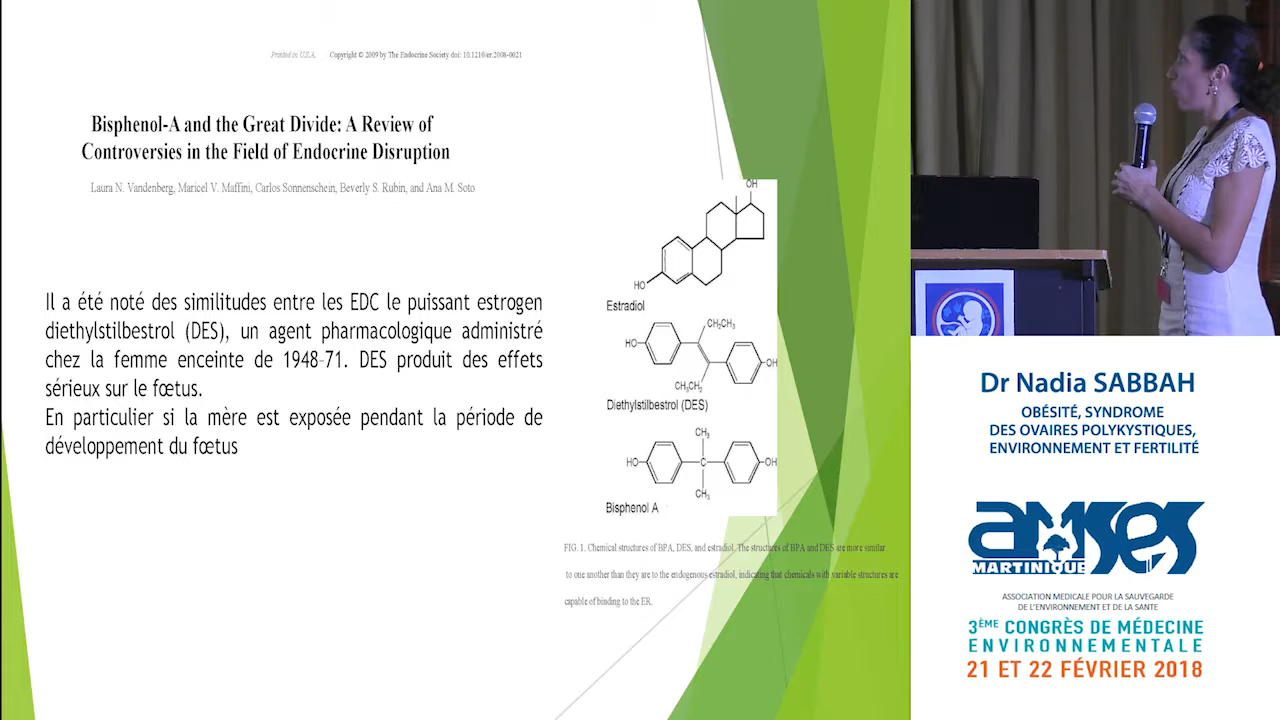 Printed in U.S.A. Copyright © 2009 by The Endocrine Society doi: 10.1210/er.2008-0021
Bisphenol-A and the Great Divide: A Review of
Controversies in the Field of Endocrine Disruption
Laura N. Vandenberg, Maricel V. Maffini, Carlos Sonnenschein, Beverly S. Rubin, and Ana M. Soto
Il a été noté des similitudes entre les EDC le puissant estrogen
diethylstilbestrol (DES), un agent pharmacologique administré
chez la femme enceinte de 1948-71. DES produit des effets
sérieux sur le fœtus.
En particulier si la mère est exposée pendant la période de
développement du fœtus
OH
HO
Estradiol
CH2CH3
HO
OH
CH3CH2
Diethylstilbestrol (DES)
CH3
HO
C
OH
CH3
Bisphenol A
FIG. 1. Chemical structures of BPA, DES, and estradiol. The structures of BPA and DES are more similar
to one another than they are to the endogenous estradiol, indicating that chemicals with variable structures are
capable of binding to the ER.
Dr Nadia SABBAH
OBÉSITÉ, SYNDROME
DES OVAIRES POLYKYSTIQUES,
ENVIRONNEMENT ET FERTILITÉ
AMSES
MARTINIQUE
ASSOCIATION MEDICALE POUR LA SAUVEGARDE
DE L'ENVIRONNEMENT ET DE LA SANTE
3ÈME CONGRÈS DE MÉDECINE
ENVIRONNEMENTALE
21 ET 22 FÉVRIER 2018